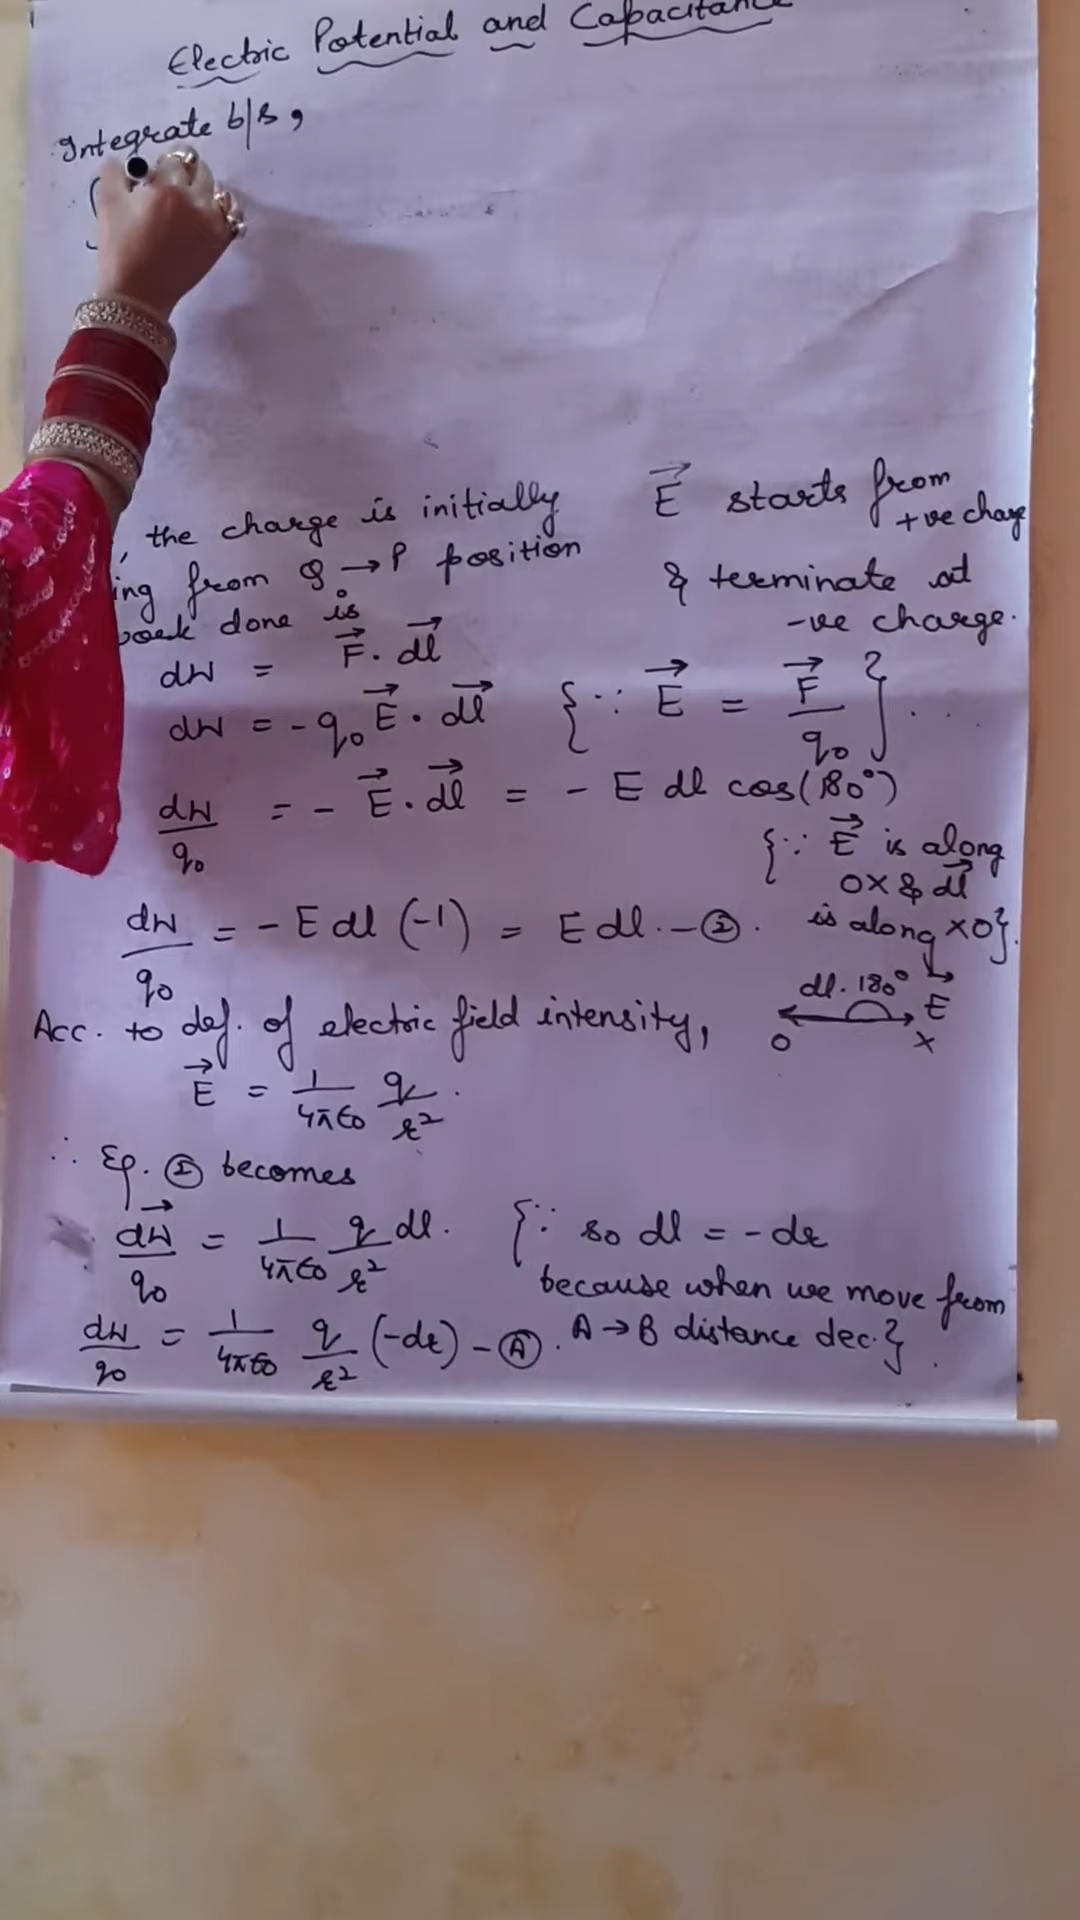 Electric Potential and Capacitance
Integrate b/s,
∫
, the charge is initially
ing from Q → P position
work done is
dW = F⃗. dl⃗
dW = - q₀ E⃗ . dl⃗
dW/q₀ = - E⃗ . dl⃗ = - E dl cos(180°)
dW/q₀ = - E dl (-1) = E dl. - ②.
E⃗ starts from
+ve charge
& terminate at
-ve charge.
{∵ E⃗ = F⃗/q₀} ....
{∵ E⃗ is along
OX & dl⃗
is along XO}.
dl. 180° E
O X
Acc. to def. of electric field intensity,
E⃗ = 1/4πϵ0 q/r² .
∴ Eq. ② becomes
dW⃗/q₀ = 1/4πϵ0 q/r² dl. {∵ so dl = - dr
because when we move from
A → B distance dec.}.
dW/q₀ = 1/4πϵ0 q/r² (-dr) - Ⓐ.